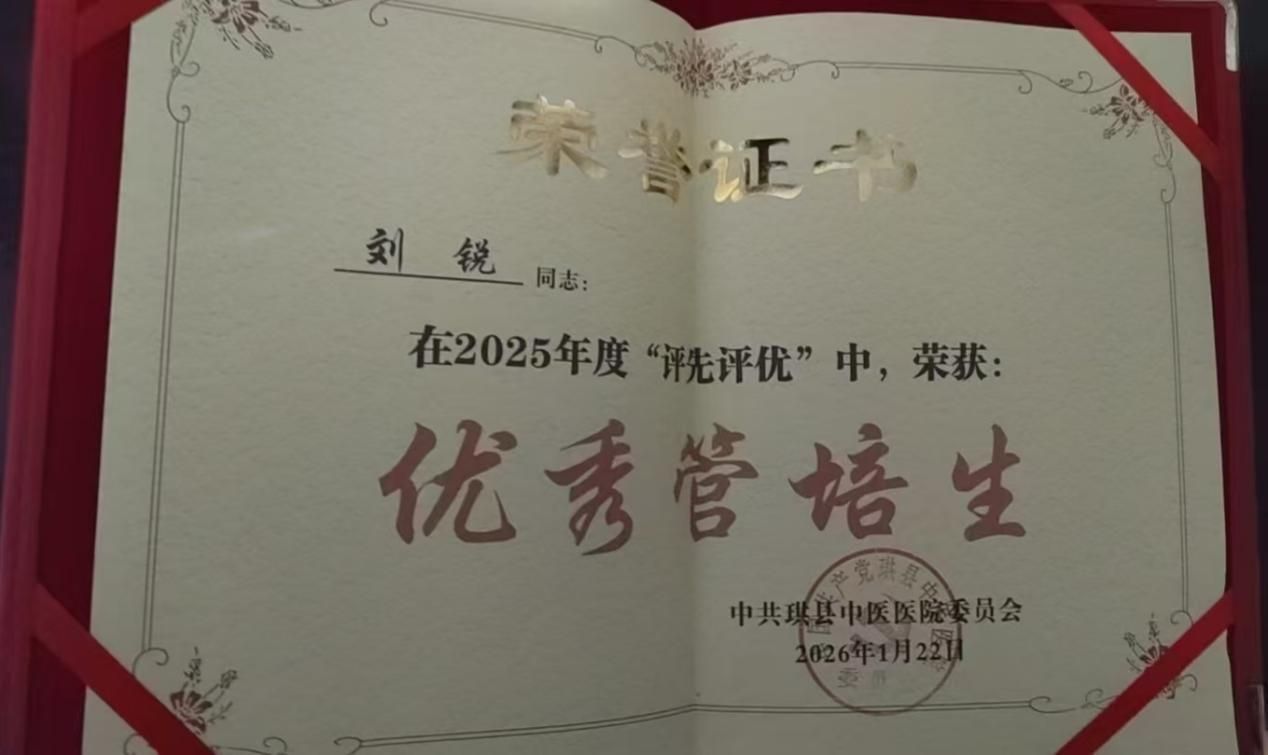 荣誉证书
刘锐 同志：
在2025年度“评先评优”中，荣获：
优秀管培生
中共珙县中医医院委员会
2026年1月22日